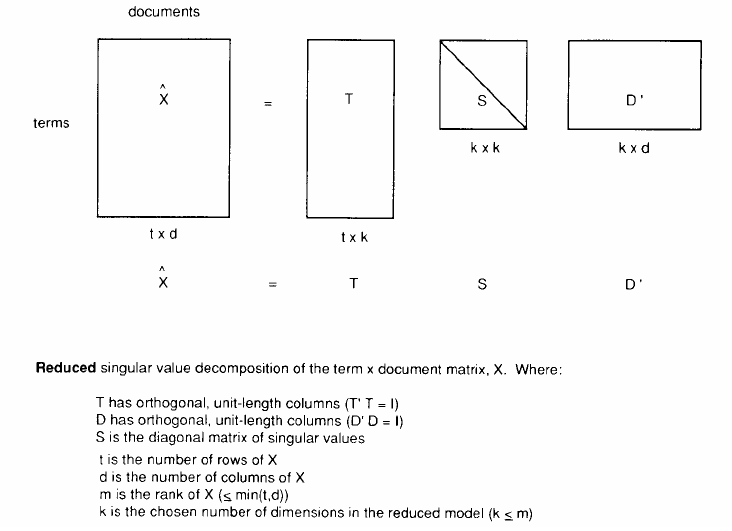 documents
terms
^
X = T S D '
k x k k x d
t x d t x k
^
X = T S D '
Reduced singular value decomposition of the term x document matrix, X. Where:
T has orthogonal, unit-length columns (T' T = I)
D has orthogonal, unit-length columns (D' D = I)
S is the diagonal matrix of singular values
t is the number of rows of X
d is the number of columns of X
m is the rank of X (≤ min(t,d))
k is the chosen number of dimensions in the reduced model (k ≤ m)